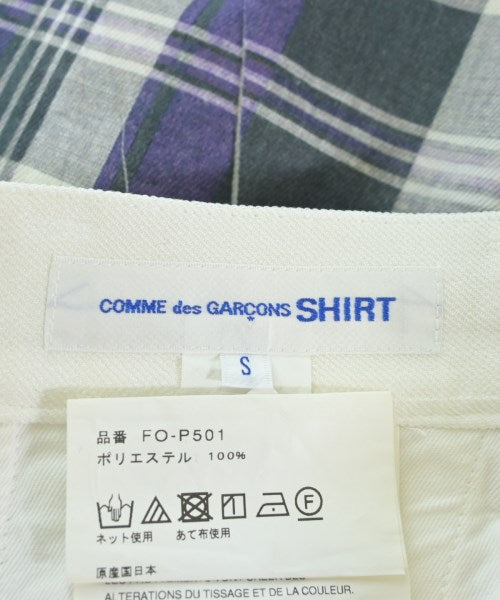 COMME des GARÇONS SHIRT
S
品番 FO-P501
ポリエステル 100%
F
ネット使用 あて布使用
原産国日本
ALTÉRATIONS DU TISSAGE ET DE LA COULEUR.